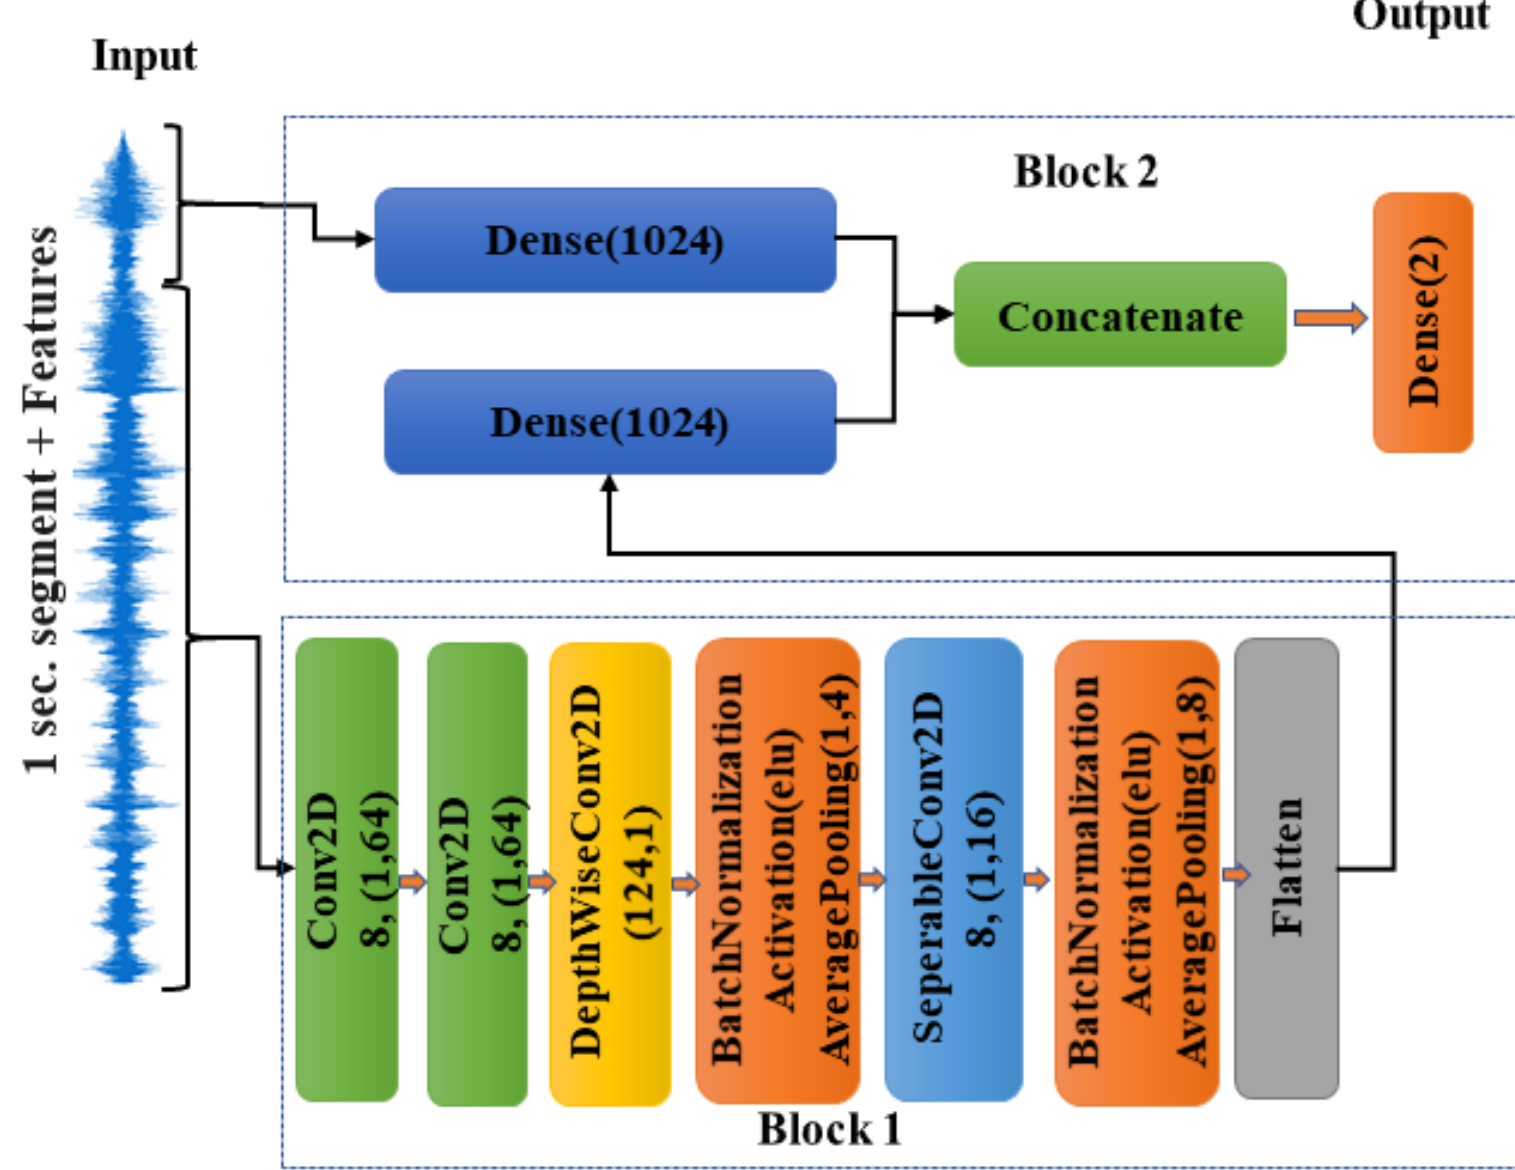 Output
Input
1 sec. segment + Features
Block 2
Dense(1024)
Dense(1024)
Concatenate
Dense(2)
Conv2D
8, (1,64)
Conv2D
8, (1,64)
DepthWiseConv2D
(124,1)
BatchNormalization
Activation(elu)
AveragePooling(1,4)
SeperableConv2D
8, (1,16)
BatchNormalization
Activation(elu)
AveragePooling(1,8)
Flatten
Block 1